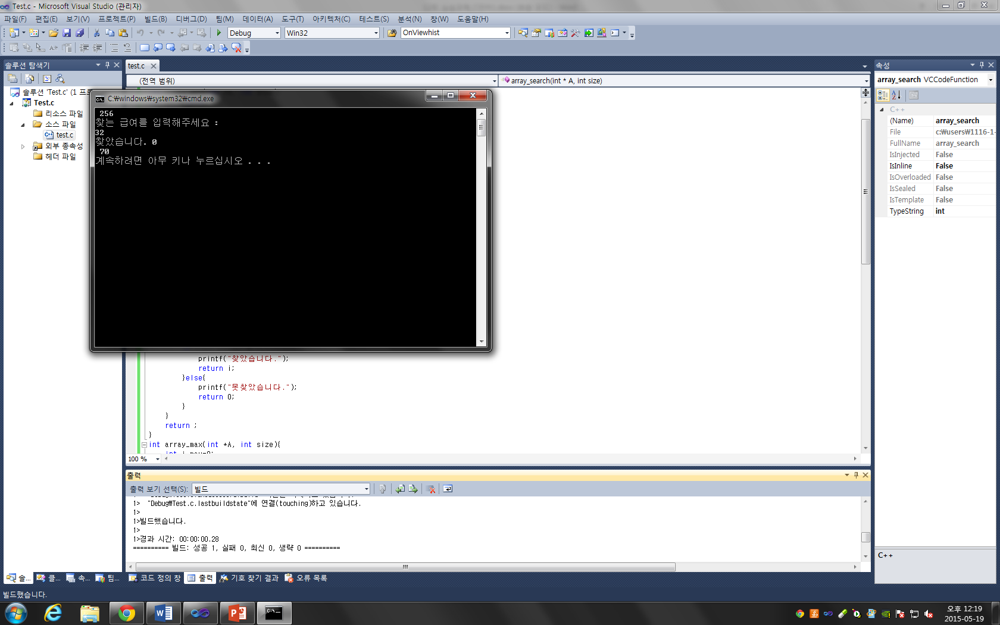 Test.c - Microsoft Visual Studio (관리자)
파일(F) 편집(E) 보기(V) 프로젝트(P) 빌드(B) 디버그(D) 팀(M) 데이터(A) 도구(T) 아키텍처(C) 테스트(S) 분석(N) 창(W) 도움말(H)
Debug Win32 OnViewhist
솔루션 탐색기
솔루션 'Test.c' (1 프로
Test.c
리소스 파일
소스 파일
test.c
외부 종속성
헤더 파일
test.c
(전역 범위) array_search(int * A, int size)
C:₩windows₩system32₩cmd.exe
256
찾는 급여를 입력해주세요 :
32
찾았습니다. 0
70
계속하려면 아무 키나 누르십시오 . . .
printf("찾았습니다.");
return i;
}else{
printf("못찾았습니다.");
return 0;
}
}
return ;
}
int array_max(int *A, int size){
100 %
출력
출력 보기 선택(S): 빌드
1> "Debug₩Test.c.lastbuildstate"에 연결(touching)하고 있습니다.
1>
1>빌드했습니다.
1>
1>경과 시간: 00:00:00.28
========== 빌드: 성공 1, 실패 0, 최신 0, 생략 0 ==========
솔... 클... 속... 팀... 코드 정의 창 출력 기호 찾기 결과 오류 목록
빌드했습니다.
속성
array_search VCCodeFunction
C++
(Name) array_search
File c:₩users₩1116-1-
FullName array_search
IsInjected False
IsInline False
IsOverloaded False
IsSealed False
IsTemplate False
TypeString int
C++
오후 12:19
2015-05-19